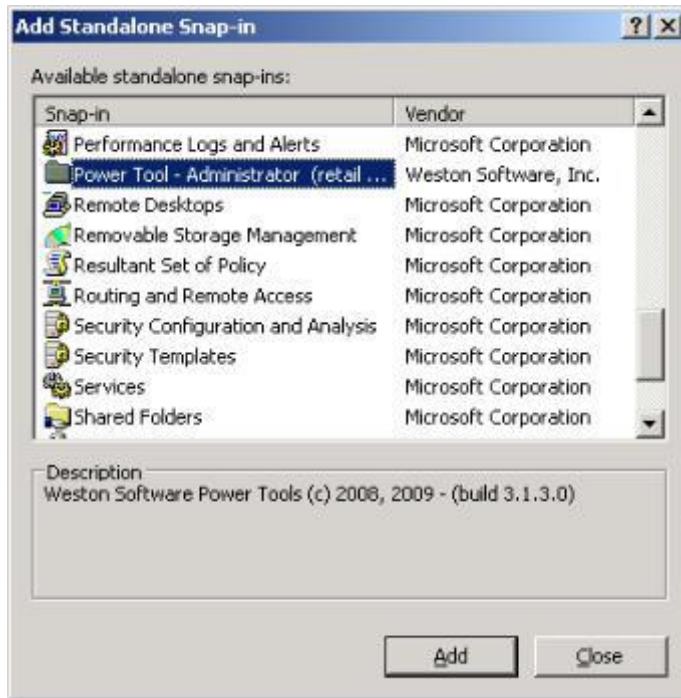 Add Standalone Snap-in
Available standalone snap-ins:
Snap-in Vendor
Performance Logs and Alerts Microsoft Corporation
Power Tool - Administrator (retail ... Weston Software, Inc.
Remote Desktops Microsoft Corporation
Removable Storage Management Microsoft Corporation
Resultant Set of Policy Microsoft Corporation
Routing and Remote Access Microsoft Corporation
Security Configuration and Analysis Microsoft Corporation
Security Templates Microsoft Corporation
Services Microsoft Corporation
Shared Folders Microsoft Corporation
Description
Weston Software Power Tools (c) 2008, 2009 - (build 3.1.3.0)
Add Close